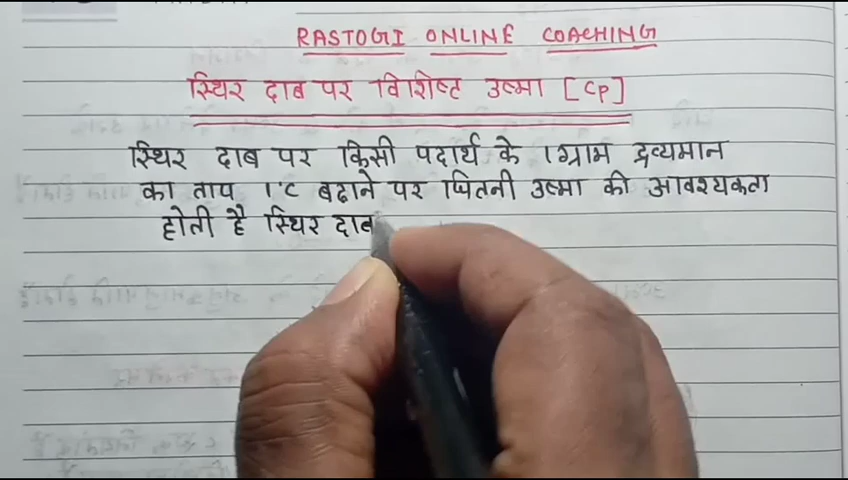 RASTOGI ONLINE COACHING
स्थिर दाब पर विशिष्ट उष्मा [Cp]
स्थिर दाब पर किसी पदार्थ के 1ग्राम द्रव्यमान
का ताप 1°C बढाने पर जितनी उष्मा की आवश्यकता
होती है स्थिर दाब